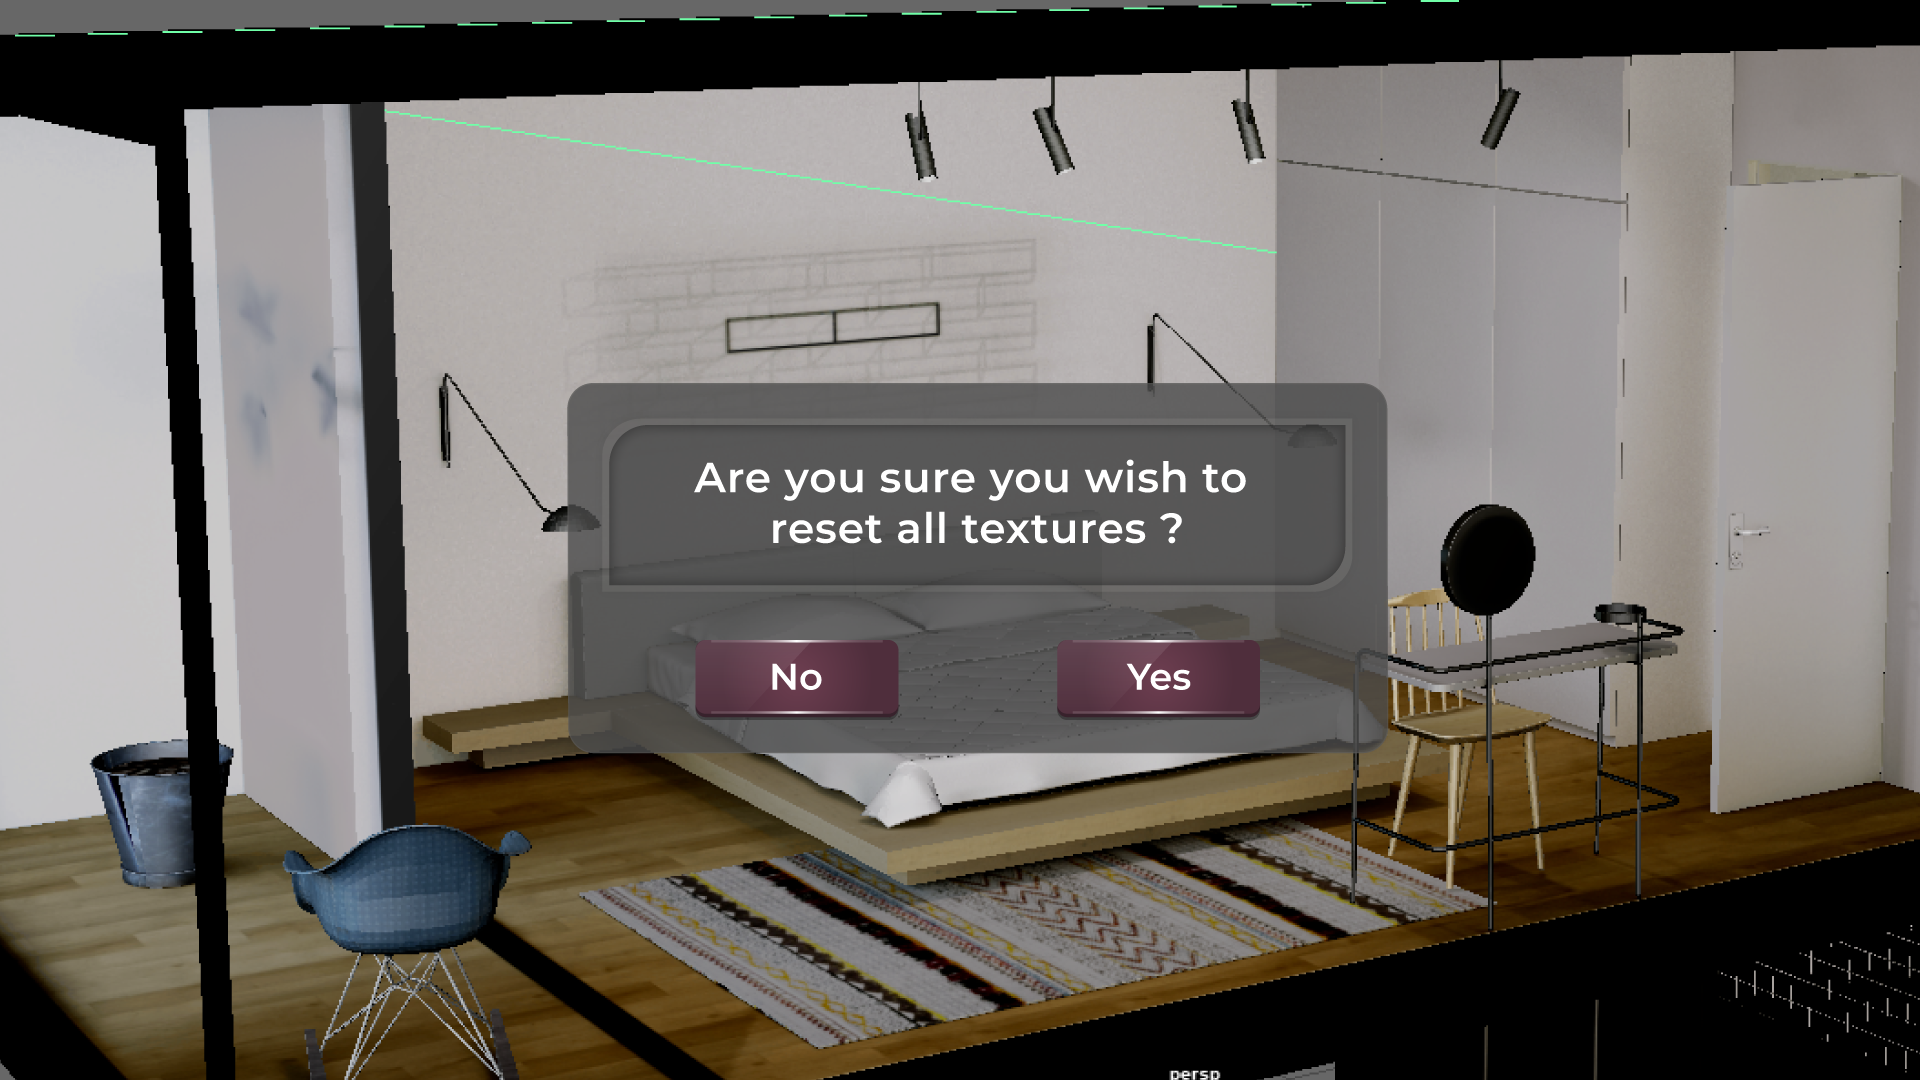 Are you sure you wish to
reset all textures ?
No
Yes
persp